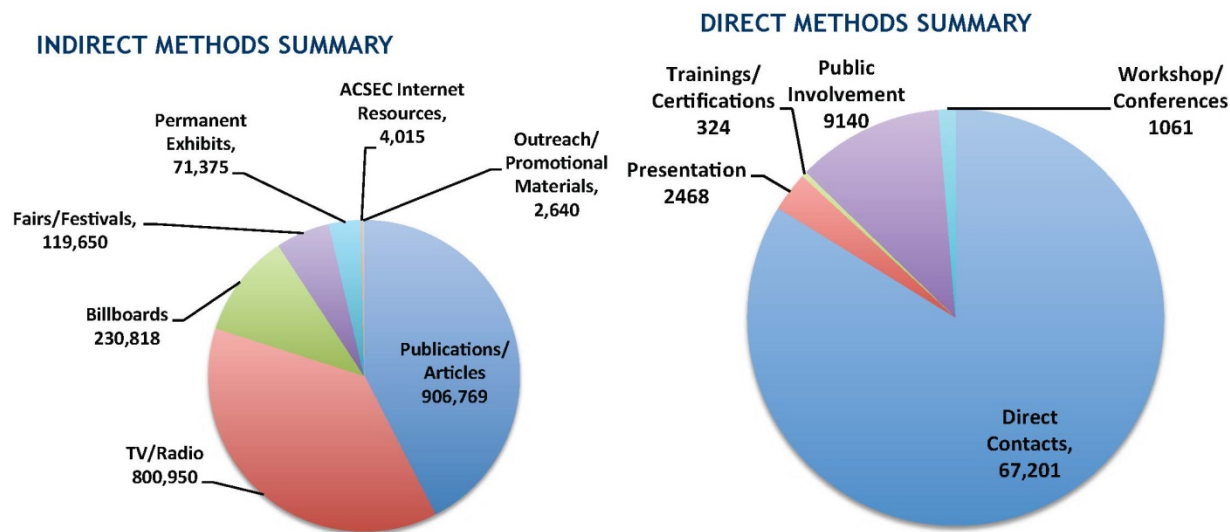 INDIRECT METHODS SUMMARY
ACSEC Internet
Resources,
4,015
Permanent
Exhibits,
71,375
Outreach/
Promotional
Materials,
2,640
Fairs/Festivals,
119,650
Billboards
230,818
Publications/
Articles
906,769
TV/Radio
800,950
DIRECT METHODS SUMMARY
Trainings/
Certifications
324
Public
Involvement
9140
Workshop/
Conferences
1061
Presentation
2468
Direct
Contacts,
67,201